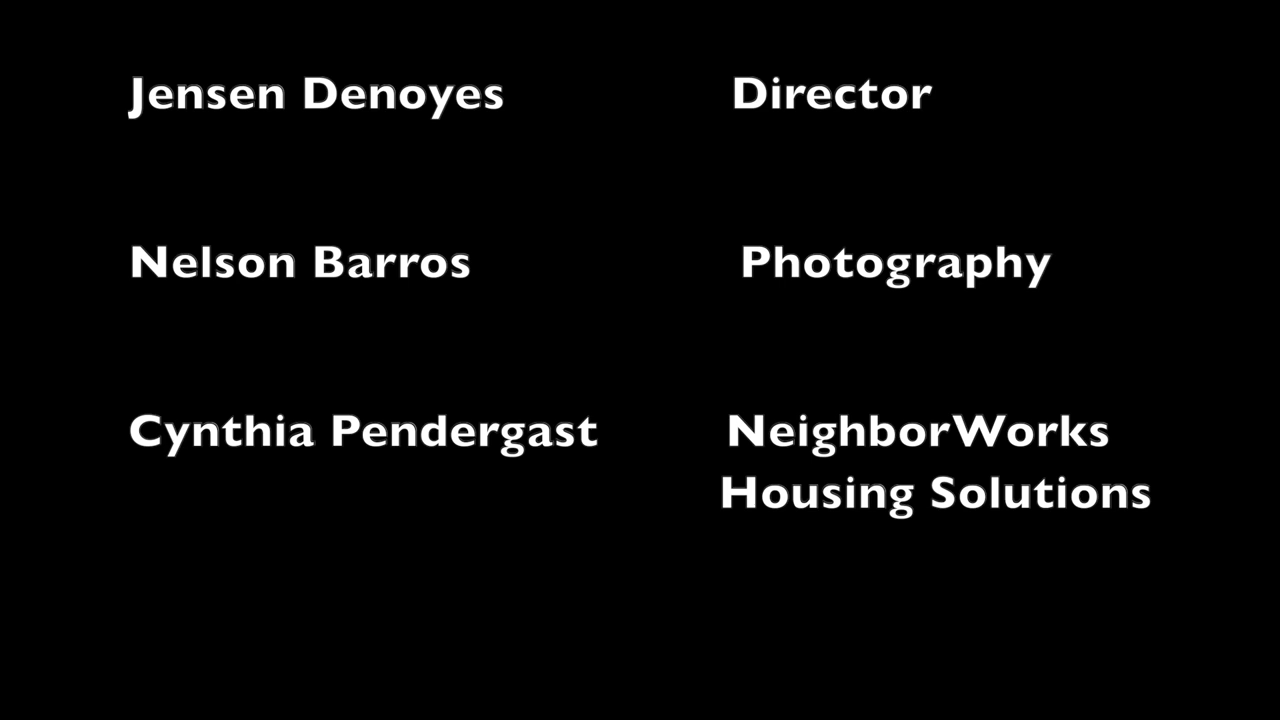 Jensen Denoyes Director
Nelson Barros Photography
Cynthia Pendergast NeighborWorks
Housing Solutions